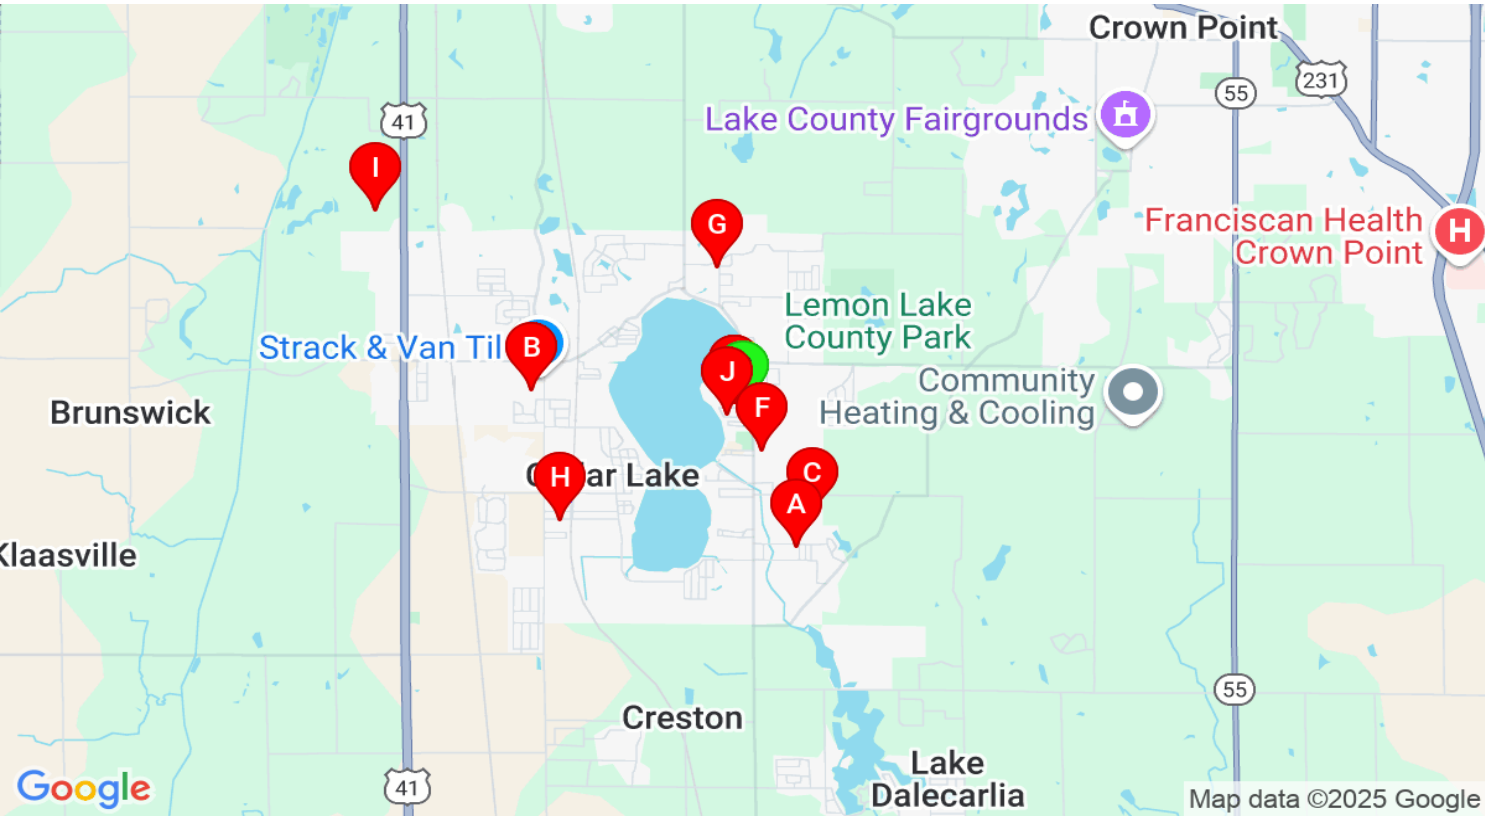 Crown Point
231
55
41
Lake County Fairgrounds
I
Franciscan Health
Crown Point
H
G
Lemon Lake
County Park
Strack & Van Til
B
J
Community
Heating & Cooling
F
Brunswick
C
H
ar Lake
A
Klaasville
55
Creston
Lake
Dalecarlia
41
Google
Map data ©2025 Google